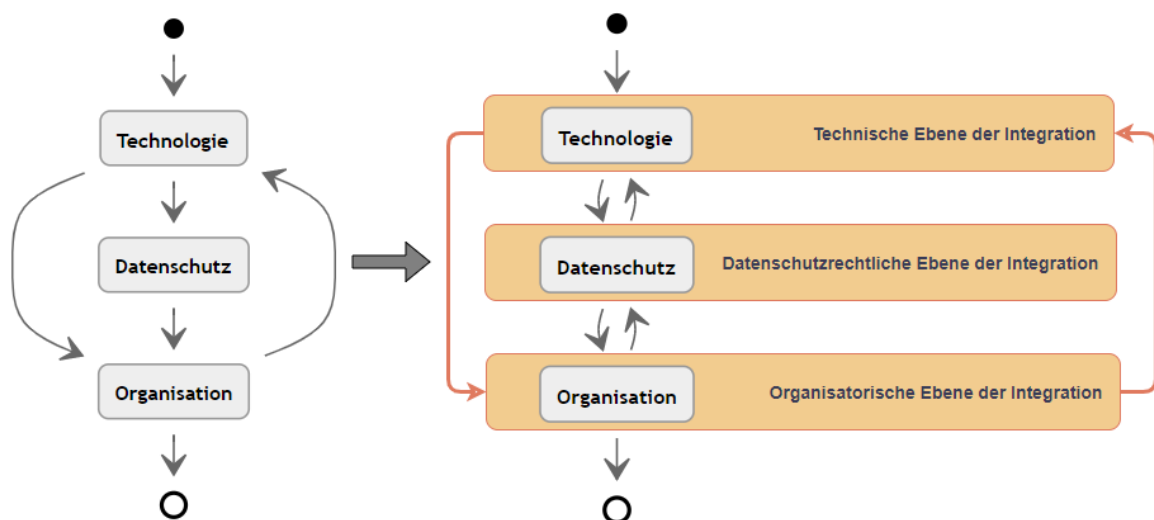 Technologie
Datenschutz
Organisation
Technologie
Technische Ebene der Integration
Datenschutz
Datenschutzrechtliche Ebene der Integration
Organisation
Organisatorische Ebene der Integration